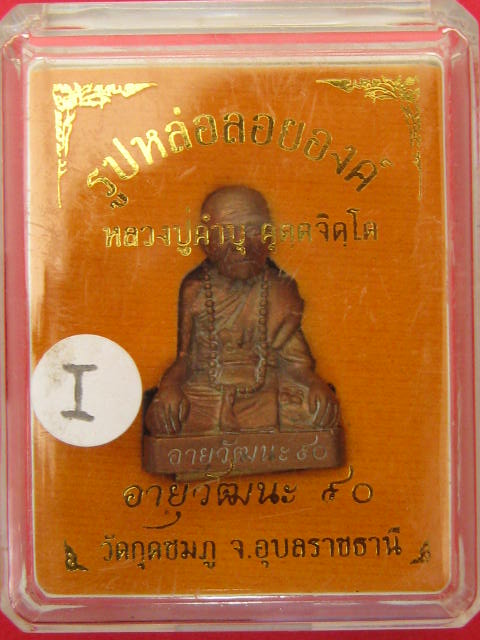 รูปหล่อลอยองค์
หลวงปู่คำบุ คุตฺตจิตฺโต
I
อายุวัฒนะ ๙๐
อายุวัฒนะ ๙๐
วัดกุดชมภู จ.อุบลราชธานี